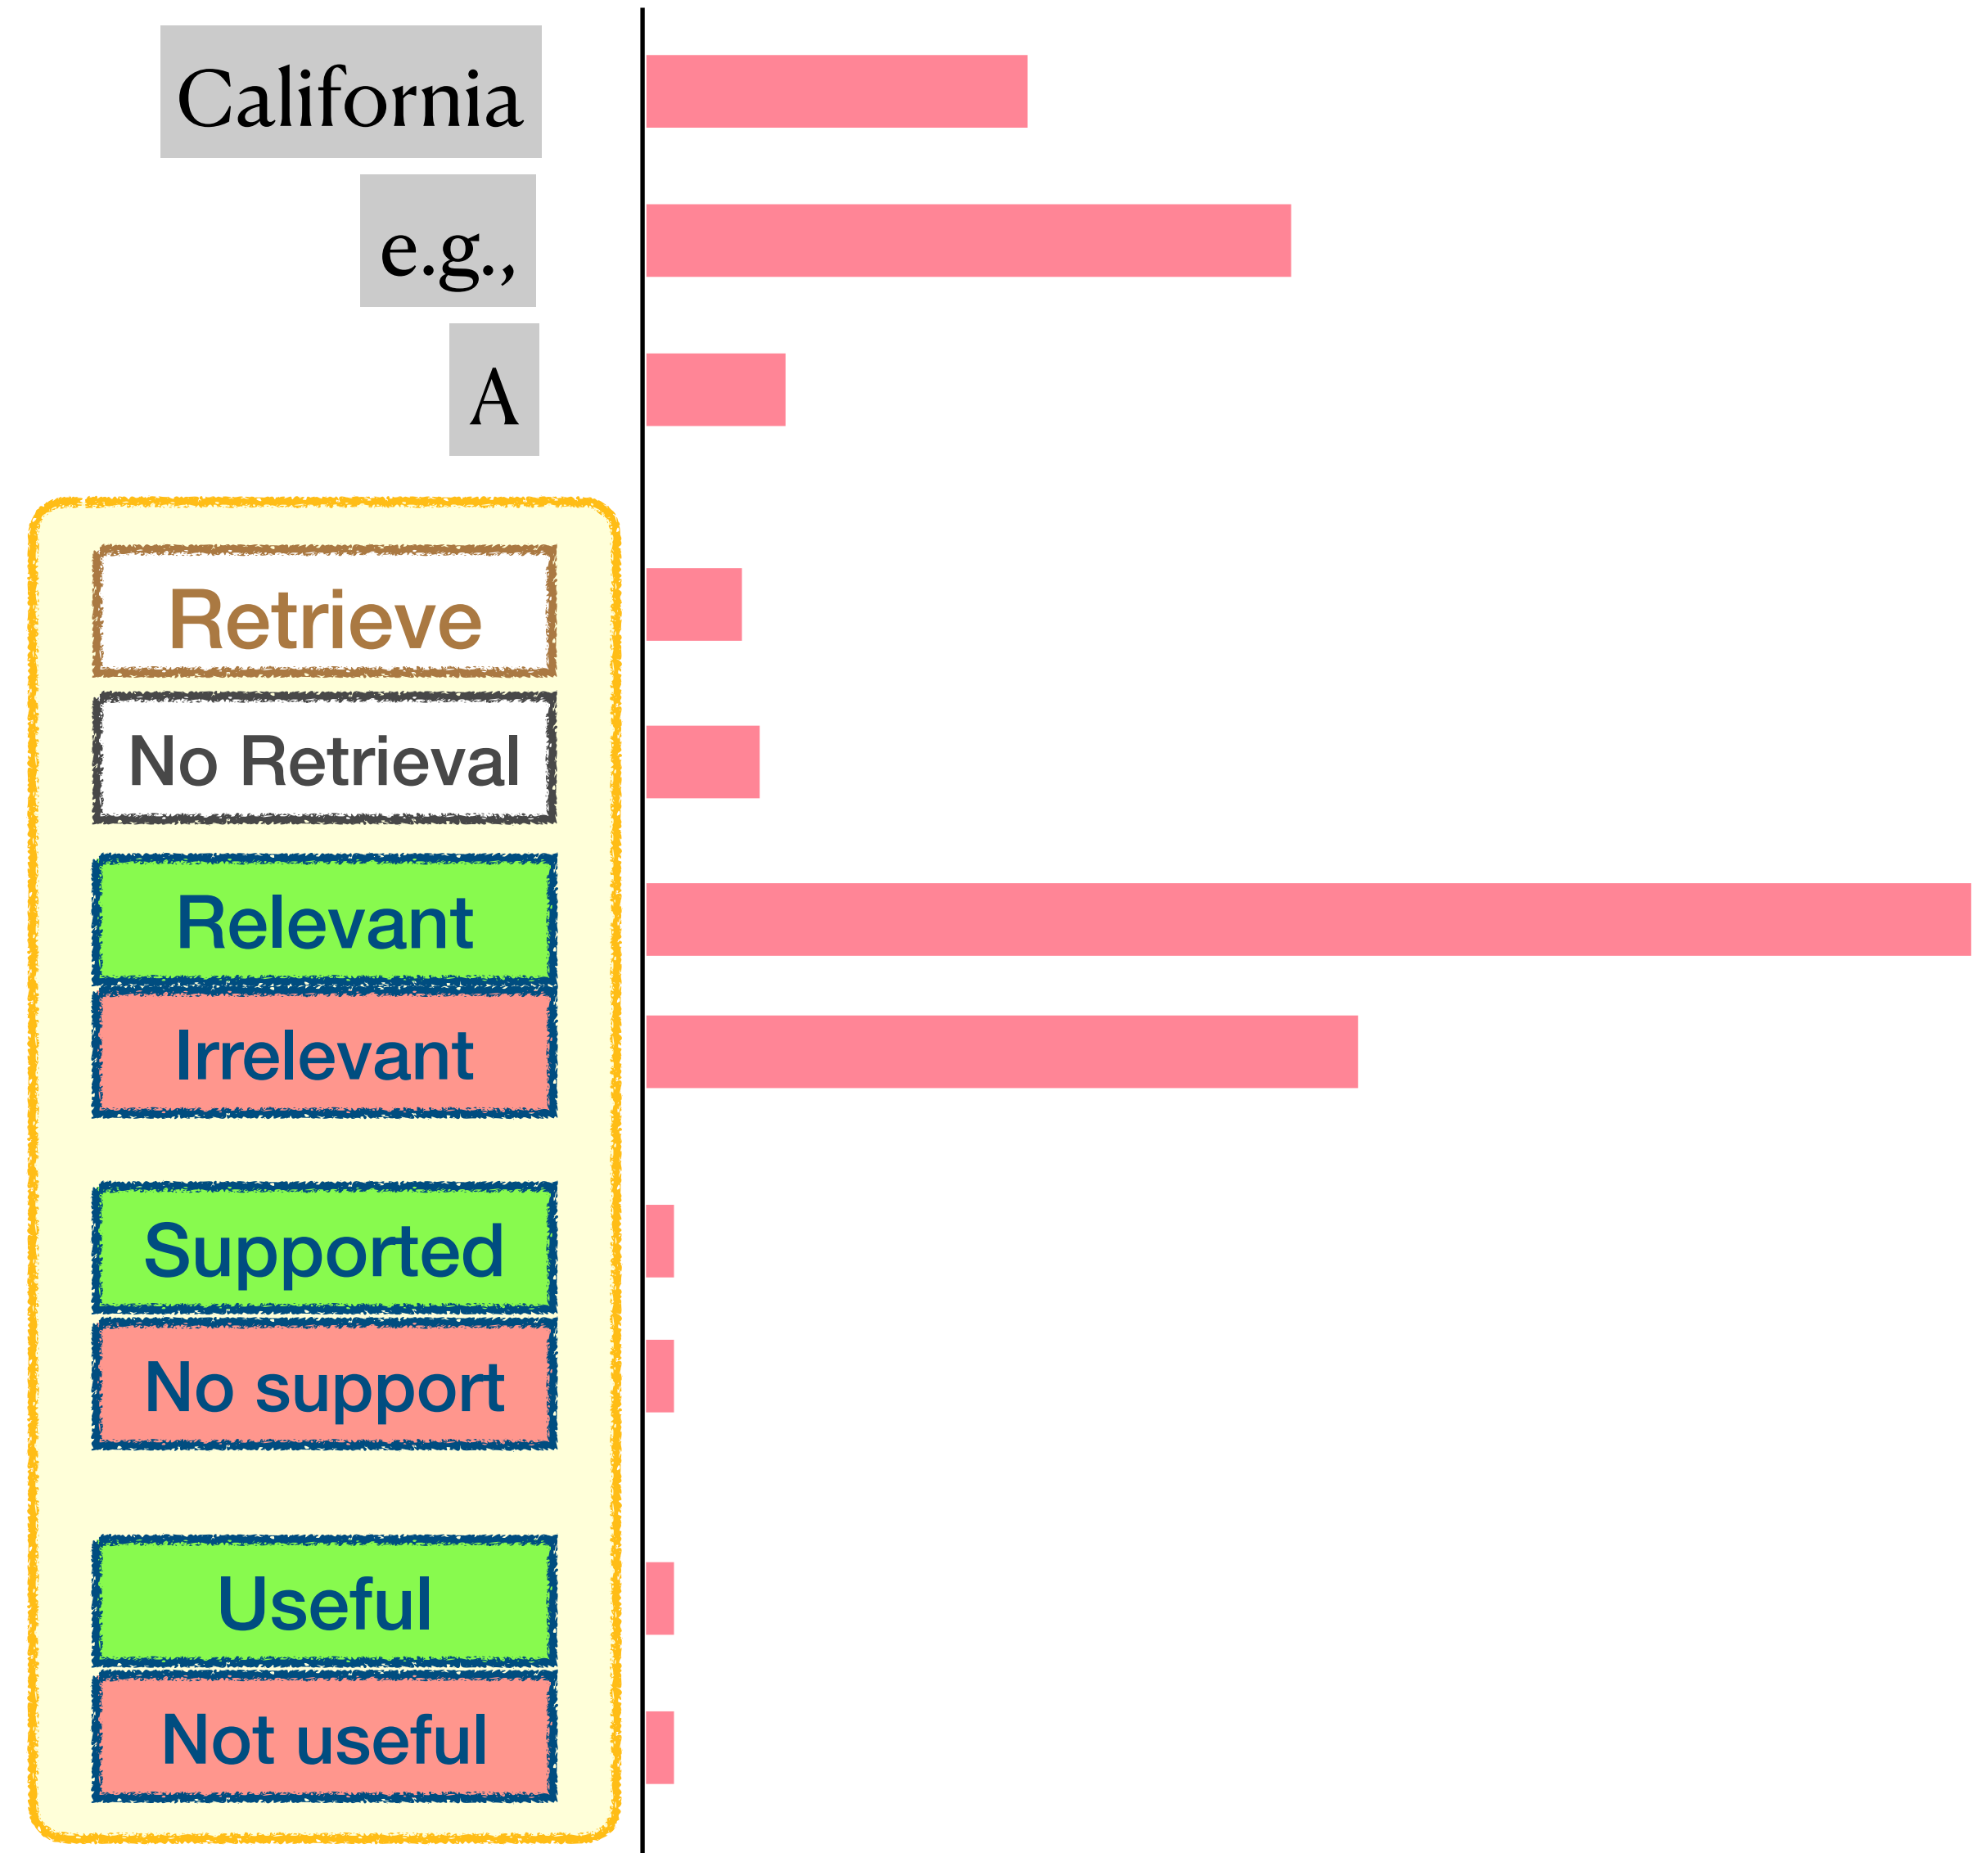 California
e.g.,
A
Retrieve
No Retrieval
Relevant
Irrelevant
Supported
No support
Useful
Not useful